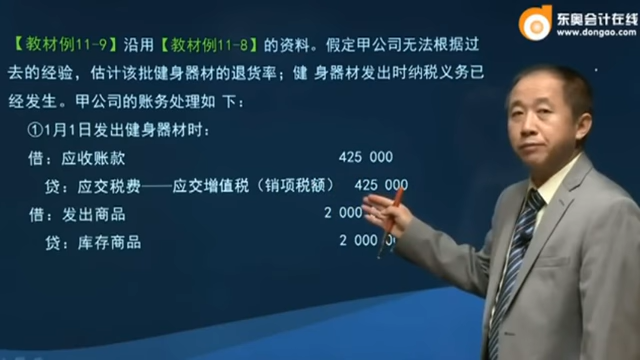 东奥会计在线
www.dongao.com
【教材例11-9】沿用【教材例11-8】的资料。假定甲公司无法根据过
去的经验，估计该批健身器材的退货率；健 身器材发出时纳税义务已
经发生。甲公司的账务处理如 下：
①1月1日发出健身器材时：
借：应收账款 425 000
贷：应交税费——应交增值税（销项税额） 425 000
借：发出商品 2 000
贷：库存商品 2 000